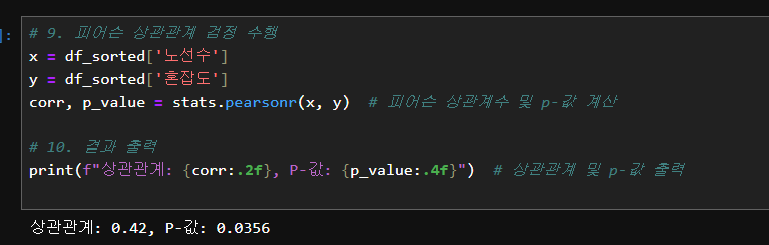 :
# 9. 피어슨 상관관계 검정 수행
x = df_sorted['노선수']
y = df_sorted['혼잡도']
corr, p_value = stats.pearsonr(x, y)  # 피어슨 상관계수 및 p-값 계산
# 10. 결과 출력
print(f"상관관계: {corr:.2f}, P-값: {p_value:.4f}")  # 상관관계 및 p-값 출력
상관관계: 0.42, P-값: 0.0356